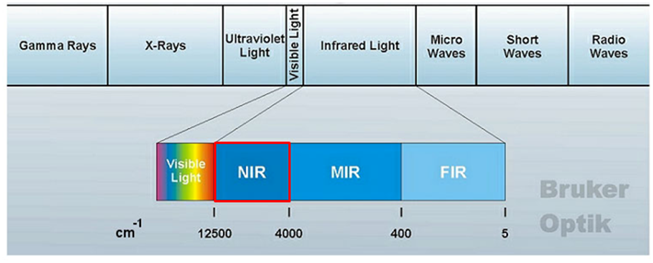 Gamma Rays
X-Rays
Ultraviolet
Light
Visible Light
Infrared Light
Micro
Waves
Short
Waves
Radio
Waves
Visible
Light
NIR
MIR
FIR
Bruker
Optik
cm-1
12500
4000
400
5